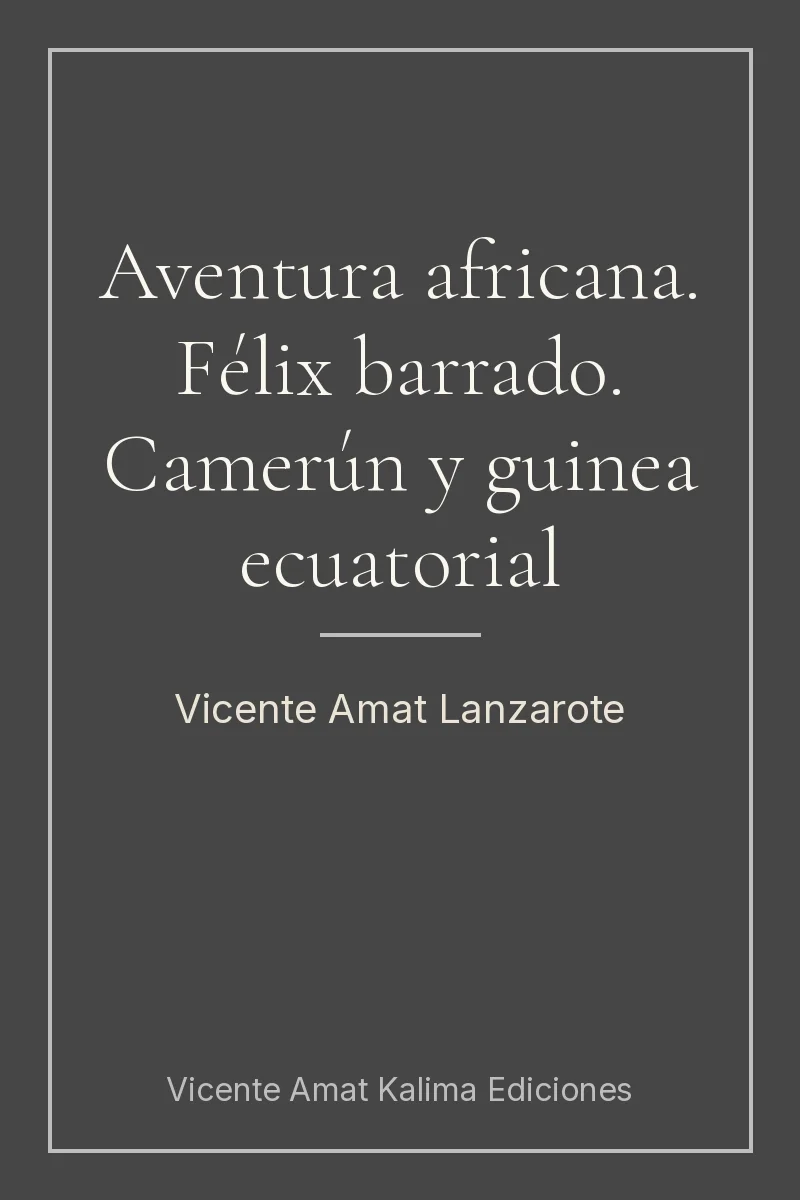 Aventura africana.
Félix barrado.
Camerún y guinea
ecuatorial
Vicente Amat Lanzarote
Vicente Amat Kalima Ediciones